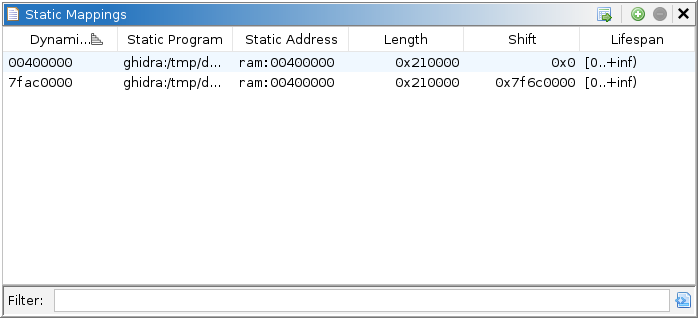 Static Mappings
Dynami... Static Program Static Address Length Shift Lifespan
00400000 ghidra:/tmp/d... ram:00400000 0x210000 0x0 [0..+inf)
7fac0000 ghidra:/tmp/d... ram:00400000 0x210000 0x7f6c0000 [0..+inf)
Filter: